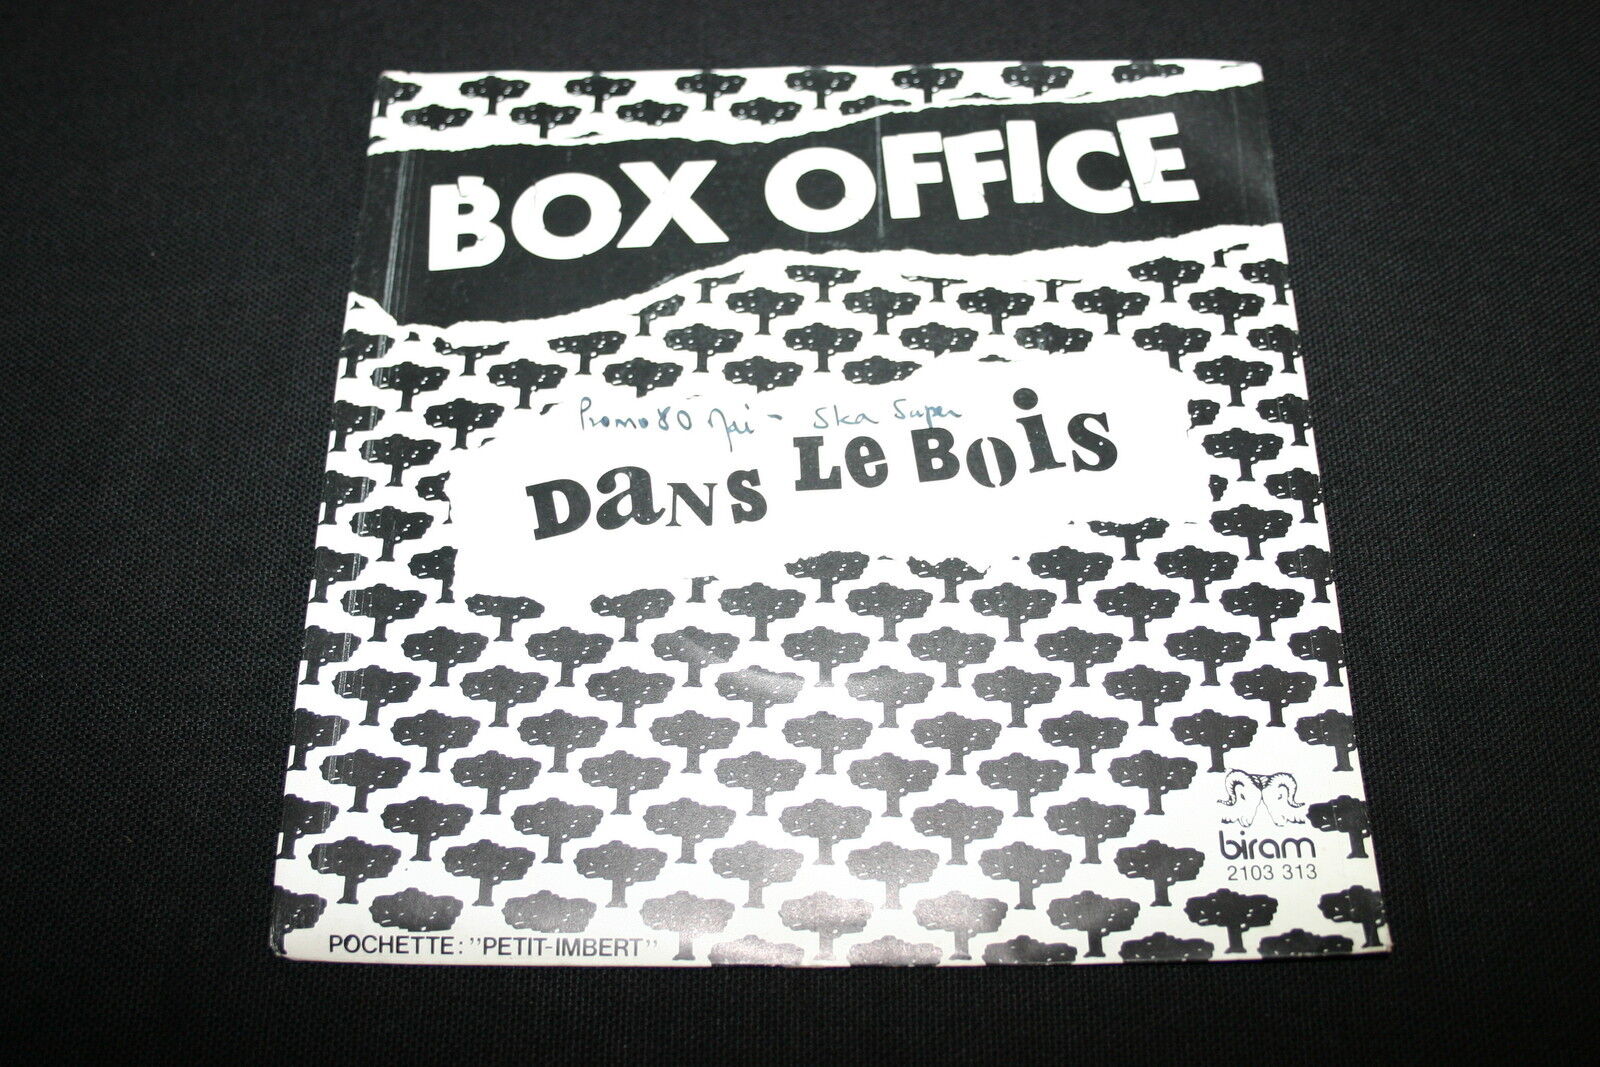 BOX OFFICE
Promo 80 Mai - Ska Super
Dans Le Bois
biram
2103 313
POCHETTE: "PETIT-IMBERT"